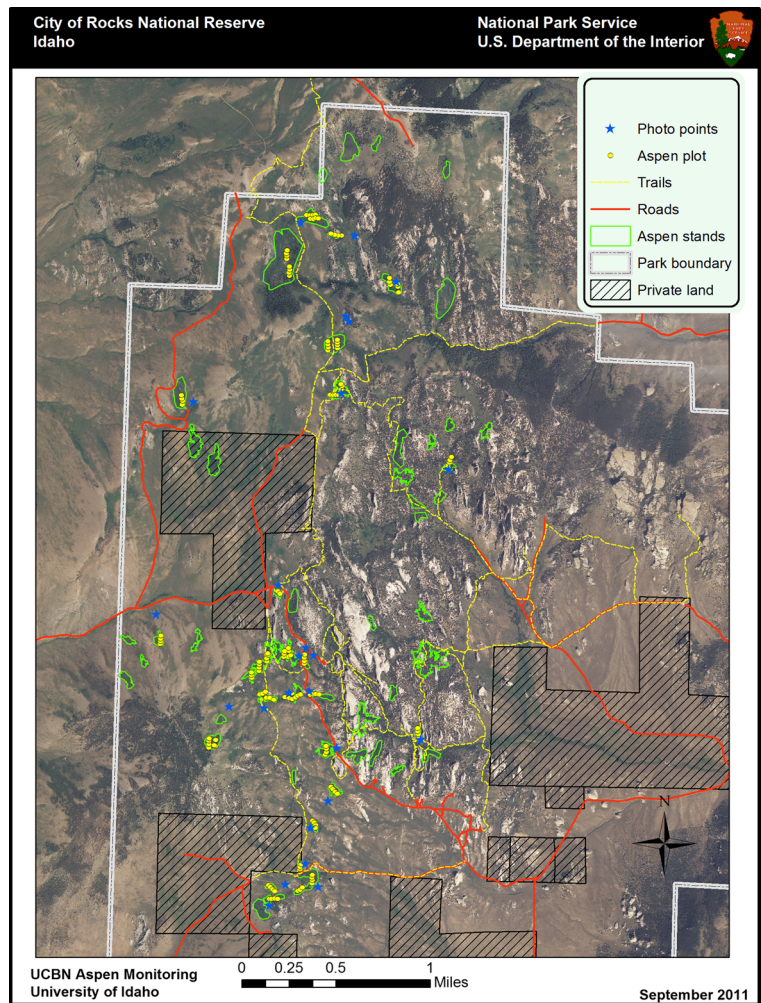 City of Rocks National Reserve
Idaho
National Park Service
U.S. Department of the Interior
Photo points
Aspen plot
Trails
Roads
Aspen stands
Park boundary
Private land
N
UCBN Aspen Monitoring
University of Idaho
0 0.25 0.5 1
Miles
September 2011